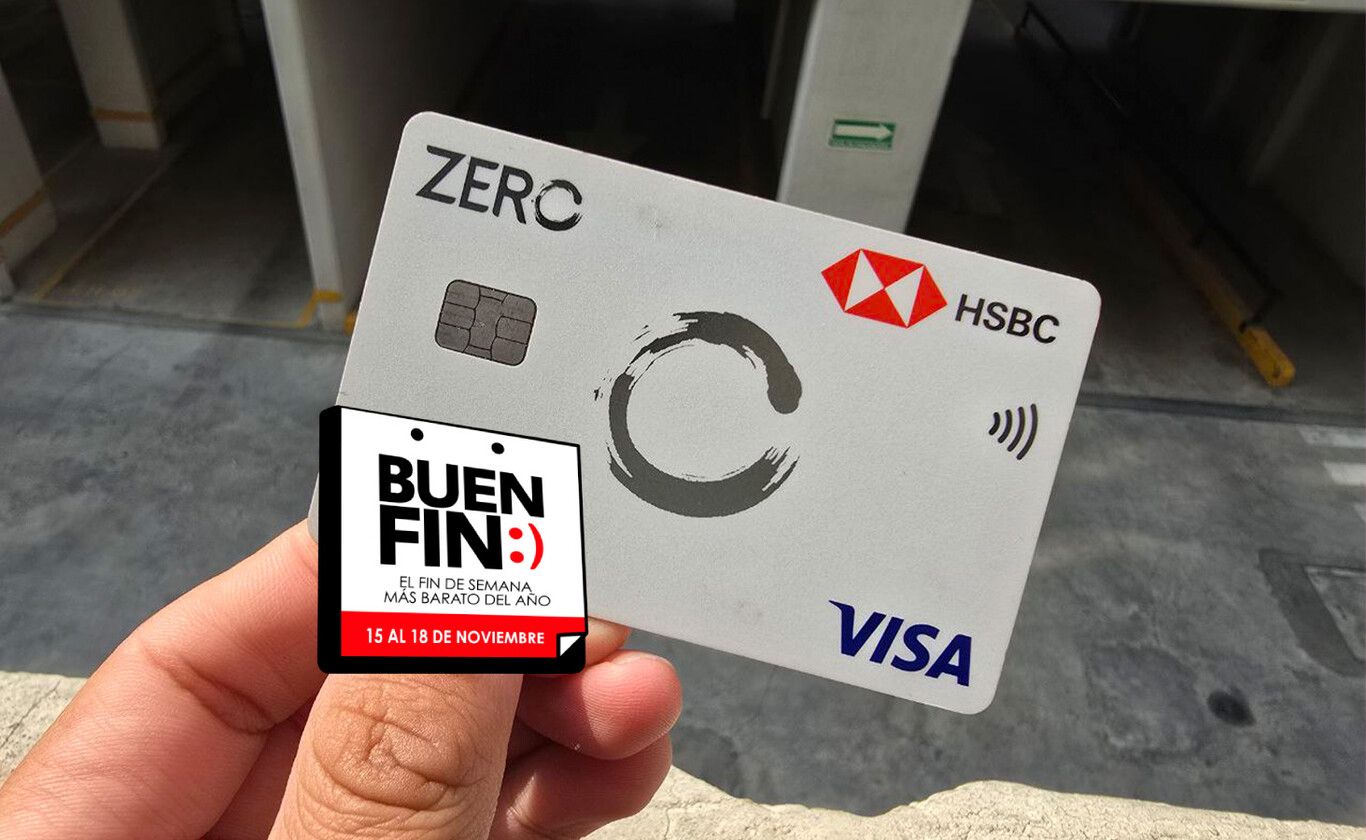 ZERO
HSBC
BUEN
FIN:)
EL FIN DE SEMANA
MÁS BARATO DEL AÑO
15 AL 18 DE NOVIEMBRE
VISA